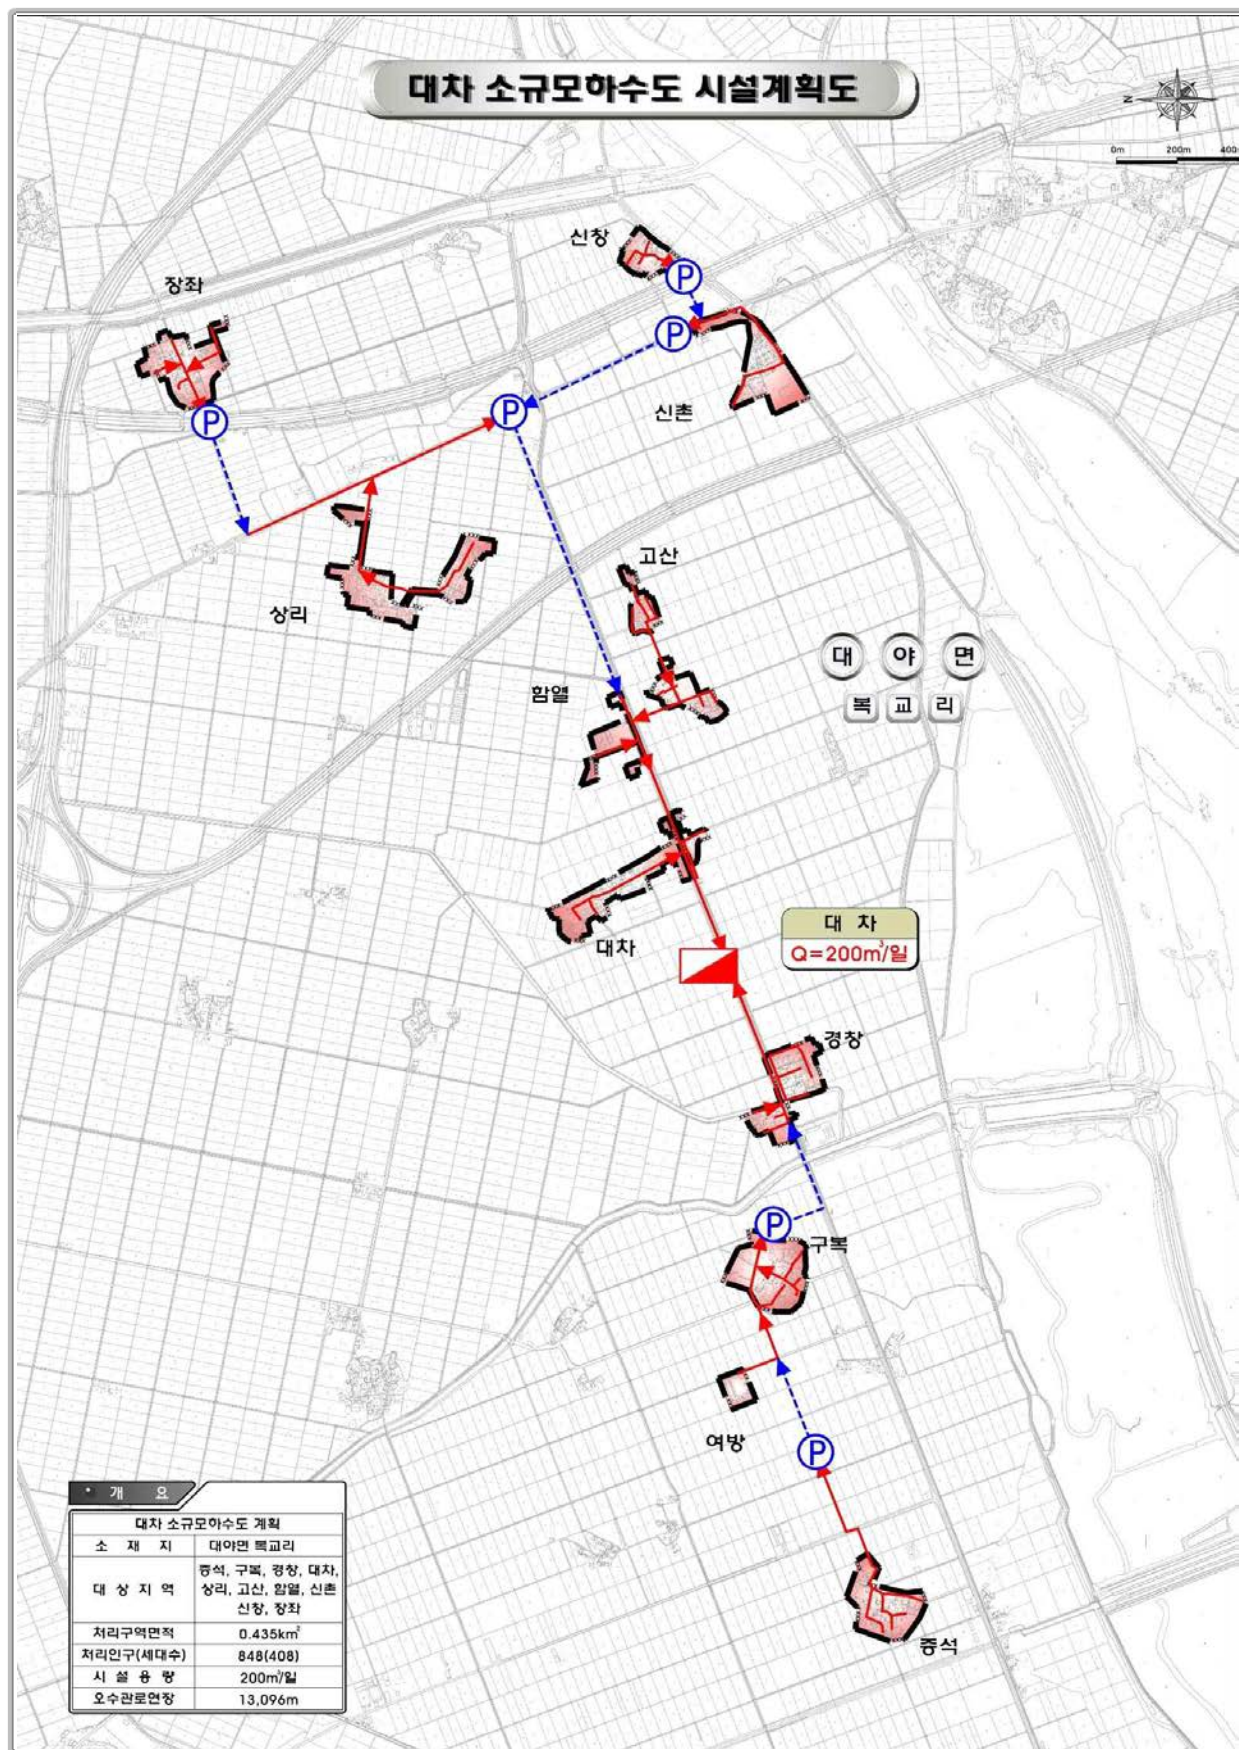 대차 소규모하수도 시설계획도
N
0m 200m 400
신창
장좌
P
P
신촌
P
P
고산
상리
대 야 면
함열
복 교 리
대 차
Q=200m³/일
대차
경창
P
구복
여방
P
증석
개 요
대차 소규모하수도 계획
소 재 지 대야면 복교리
대 상 지 역 증석, 구복, 경창, 대차,
상리, 고산, 함열, 신촌
신창, 장좌
처리구역면적 0.435km²
처리인구(세대수) 848(408)
시 설 용 량 200m³/일
오수관로연장 13,096m